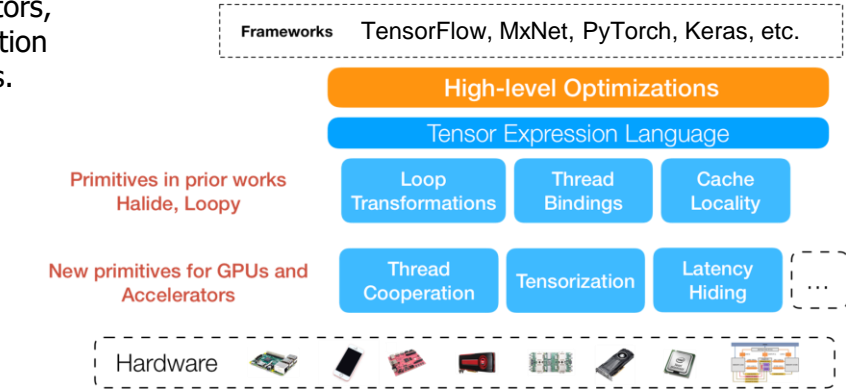 tors,
tion
s.
Frameworks TensorFlow, MxNet, PyTorch, Keras, etc.
High-level Optimizations
Tensor Expression Language
Primitives in prior works
Halide, Loopy
Loop
Transformations
Thread
Bindings
Cache
Locality
New primitives for GPUs and
Accelerators
Thread
Cooperation
Tensorization
Latency
Hiding
...
Hardware